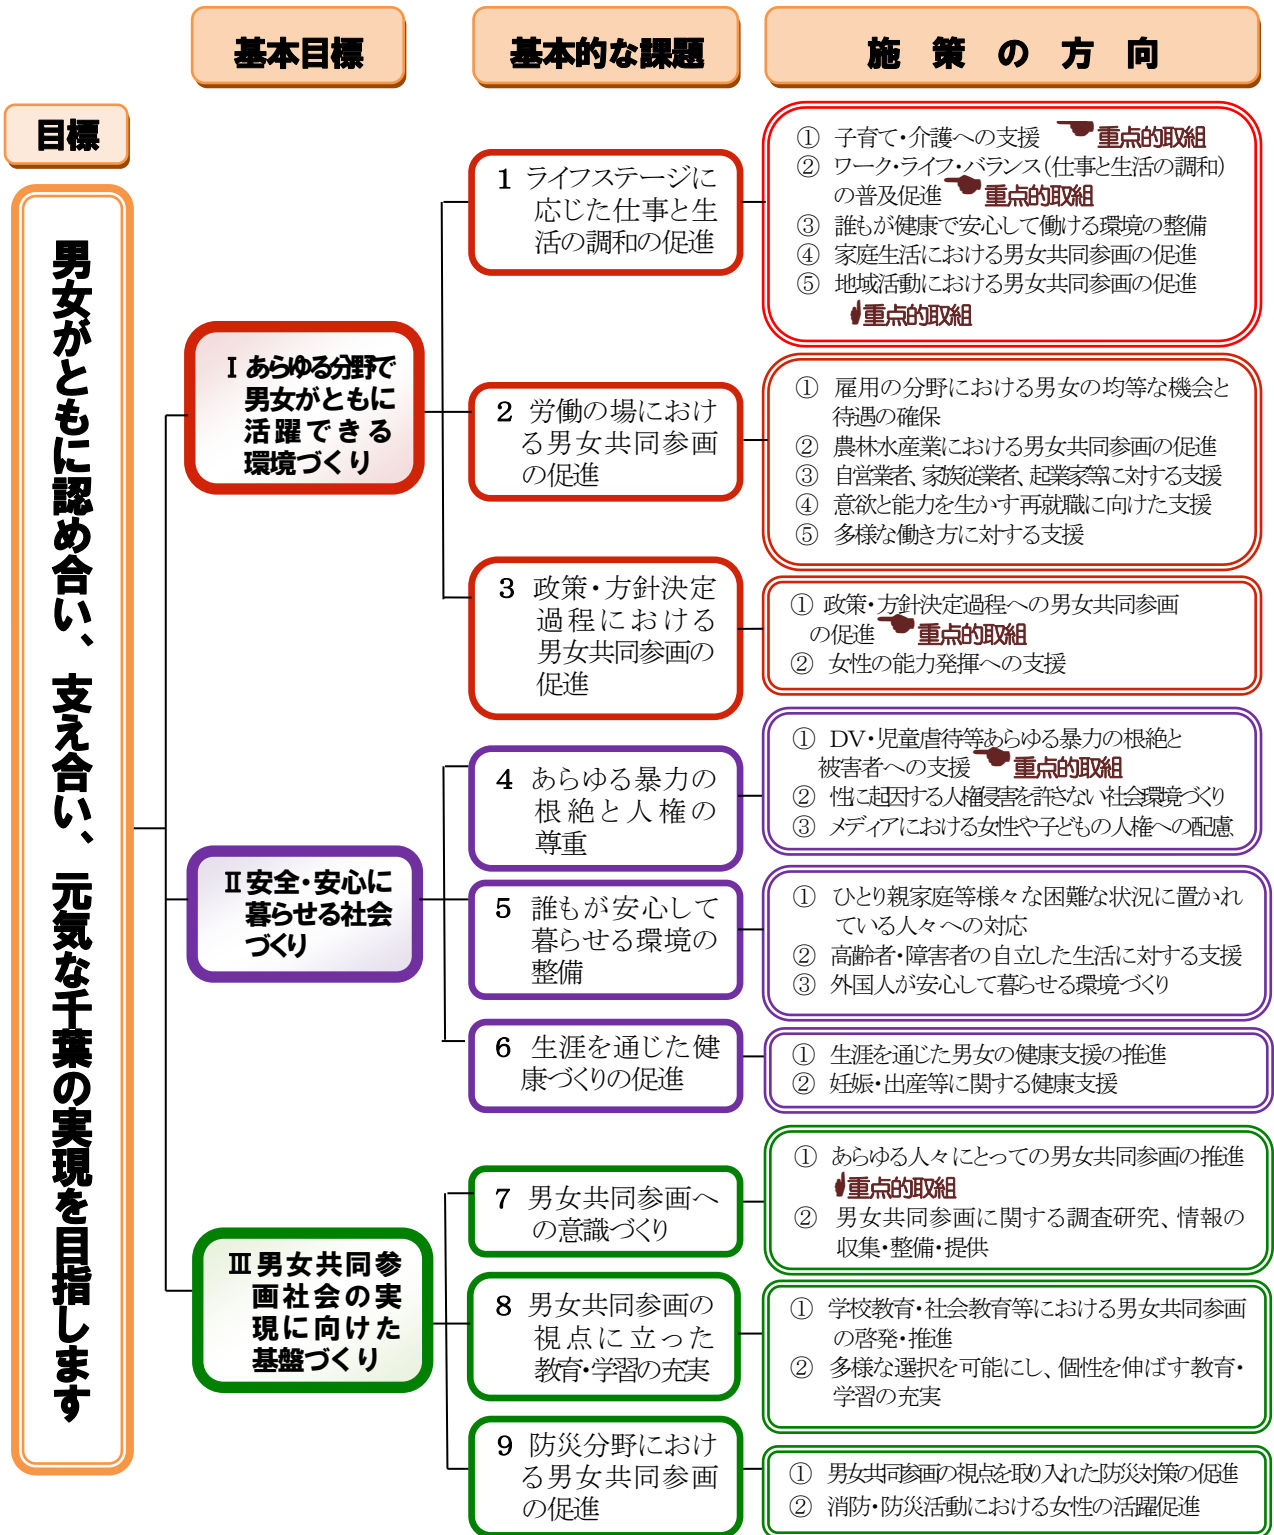 基本目標
基本的な課題
施策の方向
目標
男女がともに認め合い、支え合い、元気な千葉の実現を目指します
Ⅰ あらゆる分野で
男女がともに
活躍できる
環境づくり
1 ライフステージに
応じた仕事と生
活の調和の促進
① 子育て・介護への支援 重点的取組
② ワーク・ライフ・バランス(仕事と生活の調和)
の普及促進 重点的取組
③ 誰もが健康で安心して働ける環境の整備
④ 家庭生活における男女共同参画の促進
⑤ 地域活動における男女共同参画の促進
重点的取組
2 労働の場におけ
る男女共同参画
の促進
① 雇用の分野における男女の均等な機会と
待遇の確保
② 農林水産業における男女共同参画の促進
③ 自営業者、家族従業者、起業家等に対する支援
④ 意欲と能力を生かす再就職に向けた支援
⑤ 多様な働き方に対する支援
3 政策・方針決定
過程における
男女共同参画の
促進
① 政策・方針決定過程への男女共同参画
の促進 重点的取組
② 女性の能力発揮への支援
Ⅱ 安全・安心に
暮らせる社会
づくり
4 あらゆる暴力の
根絶と人権の
尊重
① DV・児童虐待等あらゆる暴力の根絶と
被害者への支援 重点的取組
② 性に起因する人権侵害を許さない社会環境づくり
③ メディアにおける女性や子どもの人権への配慮
5 誰もが安心して
暮らせる環境の
整備
① ひとり親家庭等様々な困難な状況に置かれ
ている人々への対応
② 高齢者・障害者の自立した生活に対する支援
③ 外国人が安心して暮らせる環境づくり
6 生涯を通じた健
康づくりの促進
① 生涯を通じた男女の健康支援の推進
② 妊娠・出産等に関する健康支援
Ⅲ 男女共同参
画社会の実
現に向けた
基盤づくり
7 男女共同参画へ
の意識づくり
① あらゆる人々にとっての男女共同参画の推進
重点的取組
② 男女共同参画に関する調査研究、情報の
収集・整備・提供
8 男女共同参画の
視点に立った
教育・学習の充実
① 学校教育・社会教育等における男女共同参画
の啓発・推進
② 多様な選択を可能にし、個性を伸ばす教育・
学習の充実
9 防災分野におけ
る男女共同参画
の促進
① 男女共同参画の視点を取り入れた防災対策の促進
② 消防・防災活動における女性の活躍促進